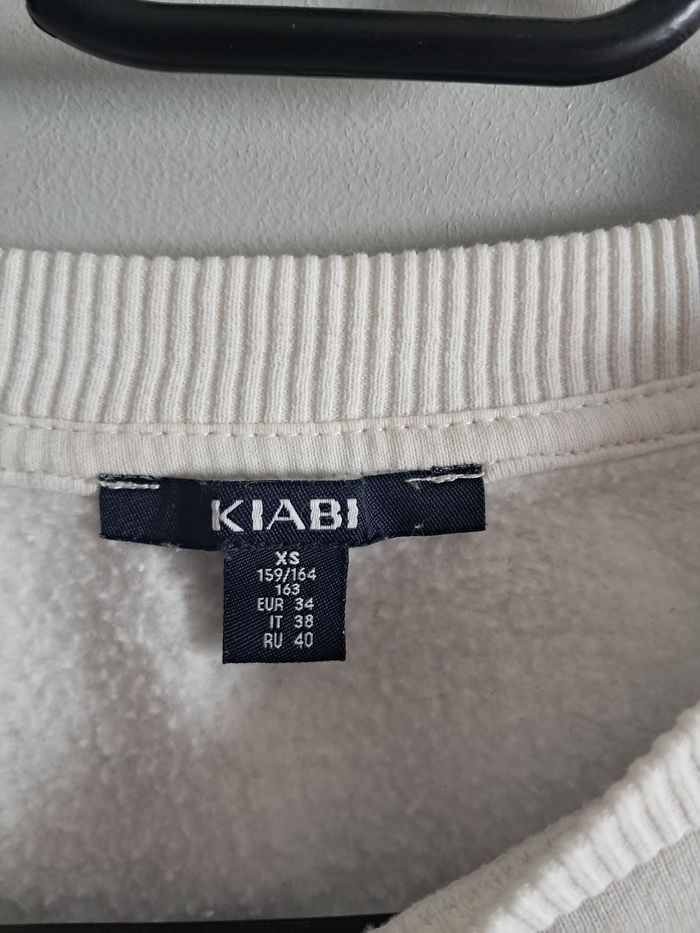 KIABI
XS
159/164
163
EUR 34
IT 38
RU 40